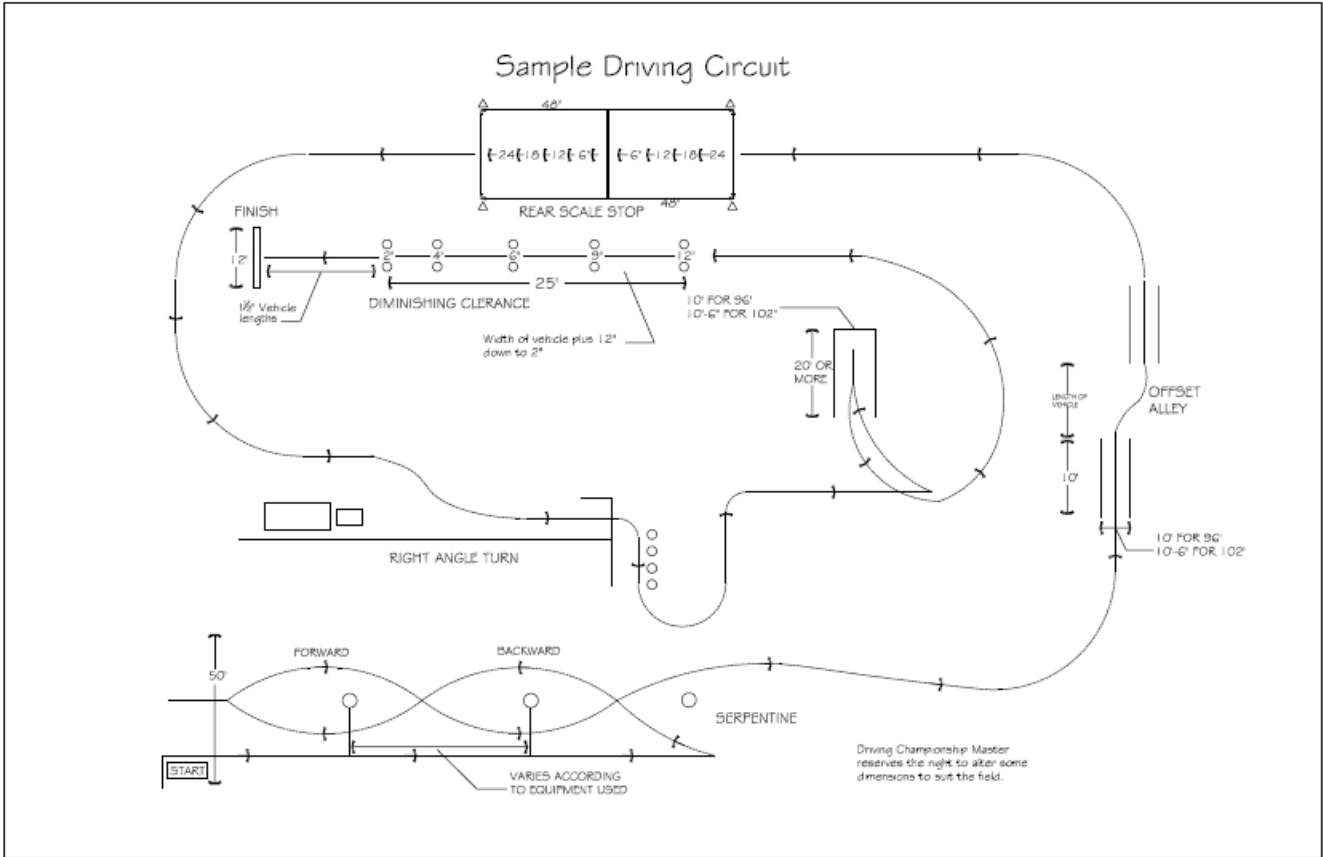 Sample Driving Circuit
48'
24 18 12 6" 6" 12 18 24
48'
REAR SCALE STOP
FINISH
12'
2" 4" 6" 9" 12"
25'
DIMINISHING CLERANCE
1½" Vehicle
lengths
Width of vehicle plus 12"
down to 2"
10' FOR 96'
10'-6" FOR 102"
20' OR
MORE
LENGTH OF
VEHICLE
OFFSET
ALLEY
10'
10' FOR 96'
10'-6" FOR 102'
RIGHT ANGLE TURN
FORWARD
BACKWARD
50'
SERPENTINE
START
VARIES ACCORDING
TO EQUIPMENT USED
Driving Championship Master
reserves the right to alter some
dimensions to suit the field.